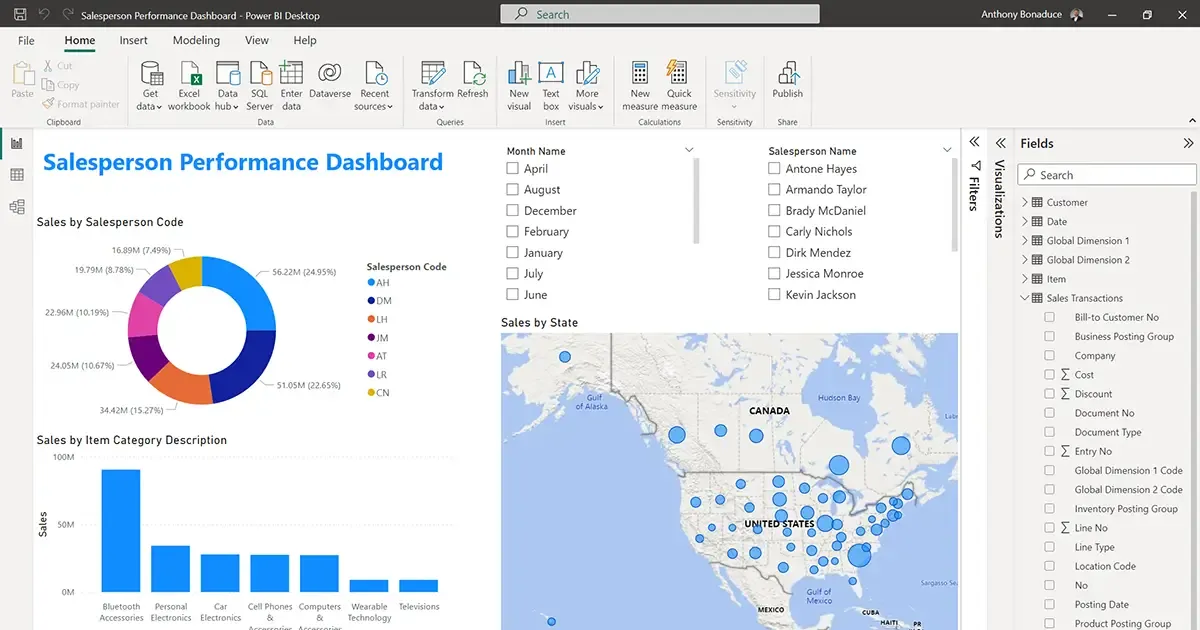 Salesperson Performance Dashboard - Power BI Desktop
Search
Anthony Bonaduce
File Home Insert Modeling View Help
Paste
Cut
Copy
Format painter
Clipboard
Get data
Excel workbook
Data hub
SQL Server
Enter data
Dataverse
Recent sources
Data
Transform data
Refresh
Queries
New visual
Text box
More visuals
Insert
New measure
Quick measure
Calculations
Sensitivity
Sensitivity
Publish
Share
Salesperson Performance Dashboard
Sales by Salesperson Code
16.89M (7.49%)
19.79M (8.78%)
22.96M (10.19%)
24.05M (10.67%)
34.42M (15.27%)
51.05M (22.65%)
56.22M (24.95%)
Salesperson Code
AH
DM
LH
JM
AT
LR
CN
Sales by Item Category Description
100M
50M
0M
Sales
Bluetooth Accessories
Personal Electronics
Car Electronics
Cell Phones & Accessories
Computers & Accessories
Wearable Technology
Televisions
Month Name
April
August
December
February
January
July
June
Salesperson Name
Antone Hayes
Armando Taylor
Brady McDaniel
Carly Nichols
Dirk Mendez
Jessica Monroe
Kevin Jackson
Sales by State
Gulf of Alaska
CANADA
Hudson Bay
UNITED STATES
Gulf of Mexico
MEXICO
CUBA
HAITI
PR
Filters
Visualizations
Fields
Search
Customer
Date
Global Dimension 1
Global Dimension 2
Item
Sales Transactions
Bill-to Customer No
Business Posting Group
Company
Cost
Discount
Document No
Document Type
Entry No
Global Dimension 1 Code
Global Dimension 2 Code
Inventory Posting Group
Line No
Line Type
Location Code
No
Posting Date
Product Posting Group